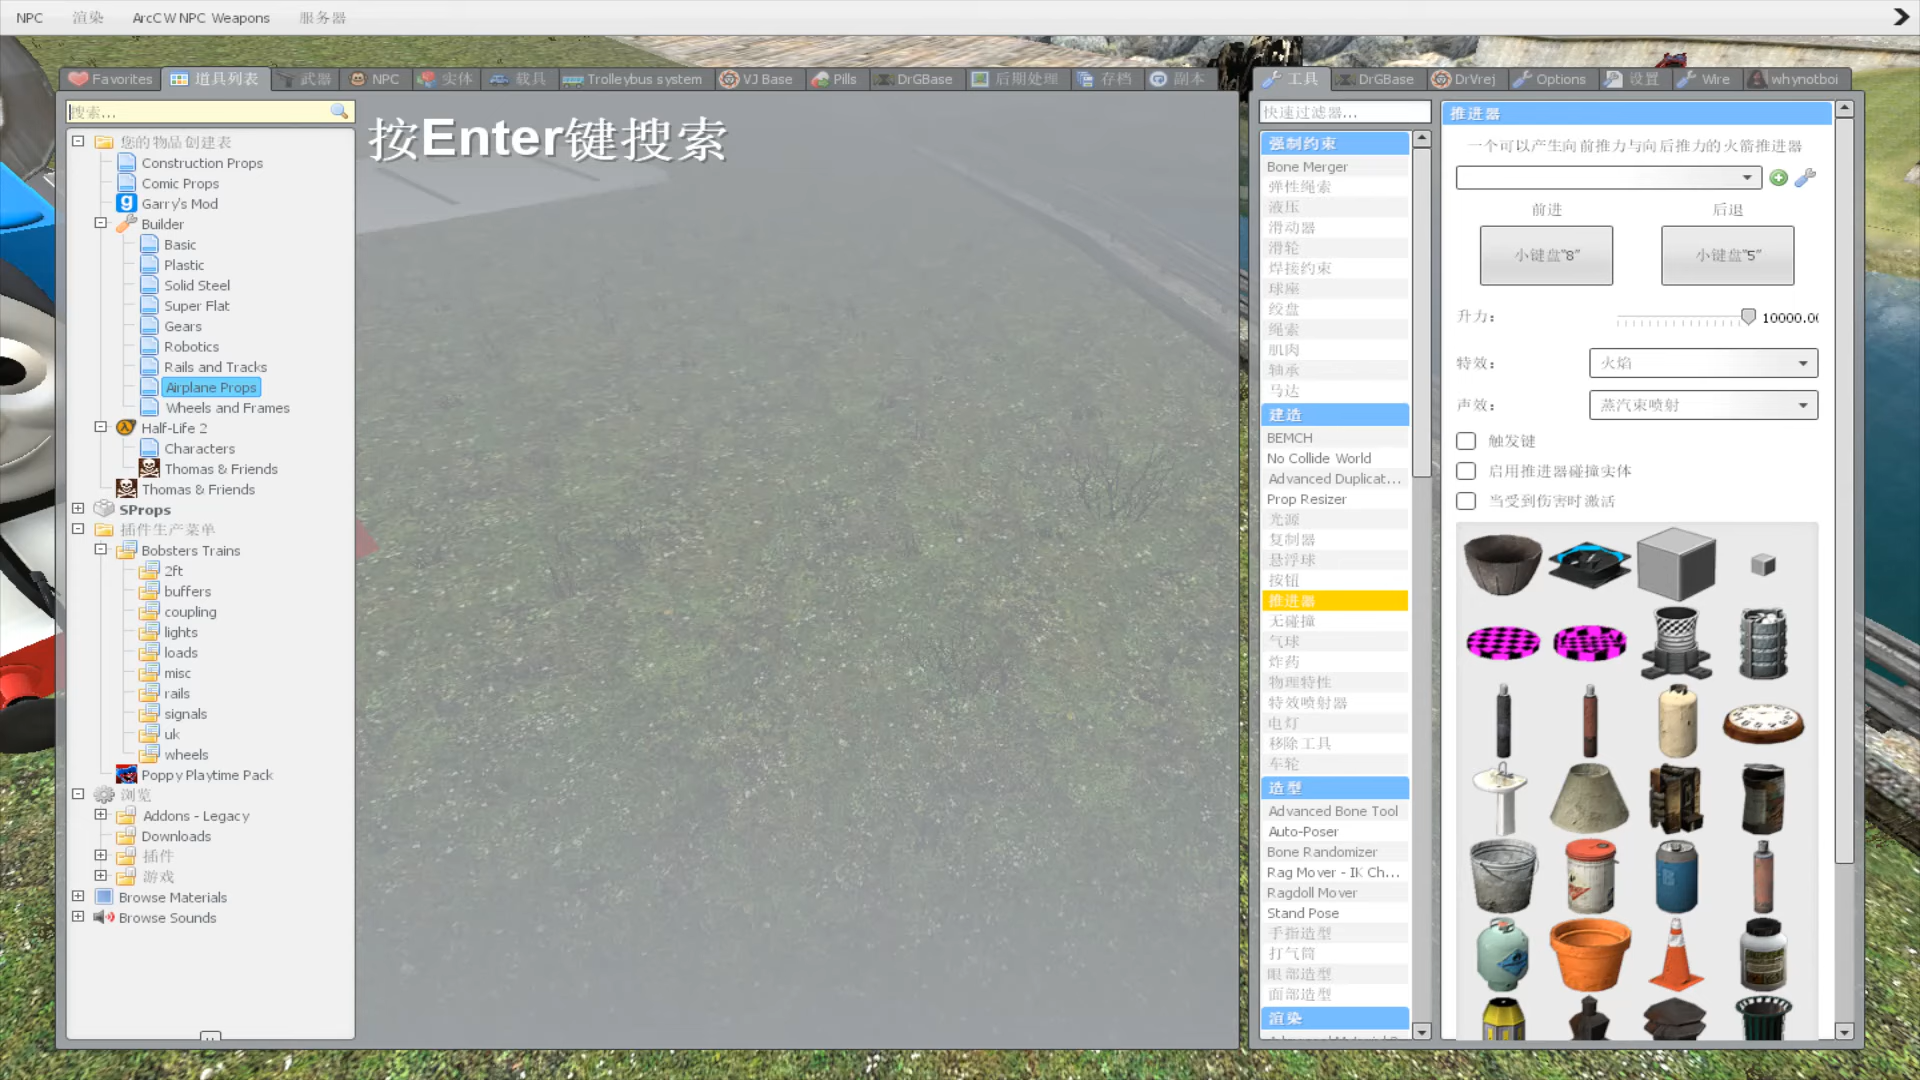 NPC 渲染 ArcCW NPC Weapons 服务器
Favorites 道具列表 武器 NPC 实体 载具 Trolleybus system VJ Base Pills DrGBase 后期处理 存档 副本
搜索...
按Enter键搜索
您的物品创建表
Construction Props
Comic Props
Garry's Mod
Builder
Basic
Plastic
Solid Steel
Super Flat
Gears
Robotics
Rails and Tracks
Airplane Props
Wheels and Frames
Half-Life 2
Characters
Thomas & Friends
Thomas & Friends
SProps
插件生产菜单
Bobsters Trains
2ft
buffers
coupling
lights
loads
misc
rails
signals
uk
wheels
Poppy Playtime Pack
浏览
Addons - Legacy
Downloads
插件
游戏
Browse Materials
Browse Sounds
工具 DrGBase DrVrej Options 设置 Wire whynotboi
快速过滤器...
强制约束
Bone Merger
弹性绳索
液压
滑动器
滑轮
焊接约束
球座
绞盘
绳索
肌肉
轴承
马达
建造
BEMCH
No Collide World
Advanced Duplicat...
Prop Resizer
光源
复制器
悬浮球
按钮
推进器
无碰撞
气球
炸药
物理特性
特效喷射器
电灯
移除工具
车轮
造型
Advanced Bone Tool
Auto-Poser
Bone Randomizer
Rag Mover - IK Ch...
Ragdoll Mover
Stand Pose
手指造型
打气筒
眼部造型
面部造型
渲染
推进器
一个可以产生向前推力与向后推力的火箭推进器
前进 后退
小键盘"8" 小键盘"5"
升力: 10000.00
特效: 火焰
声效: 蒸汽束喷射
触发键
启用推进器碰撞实体
当受到伤害时激活